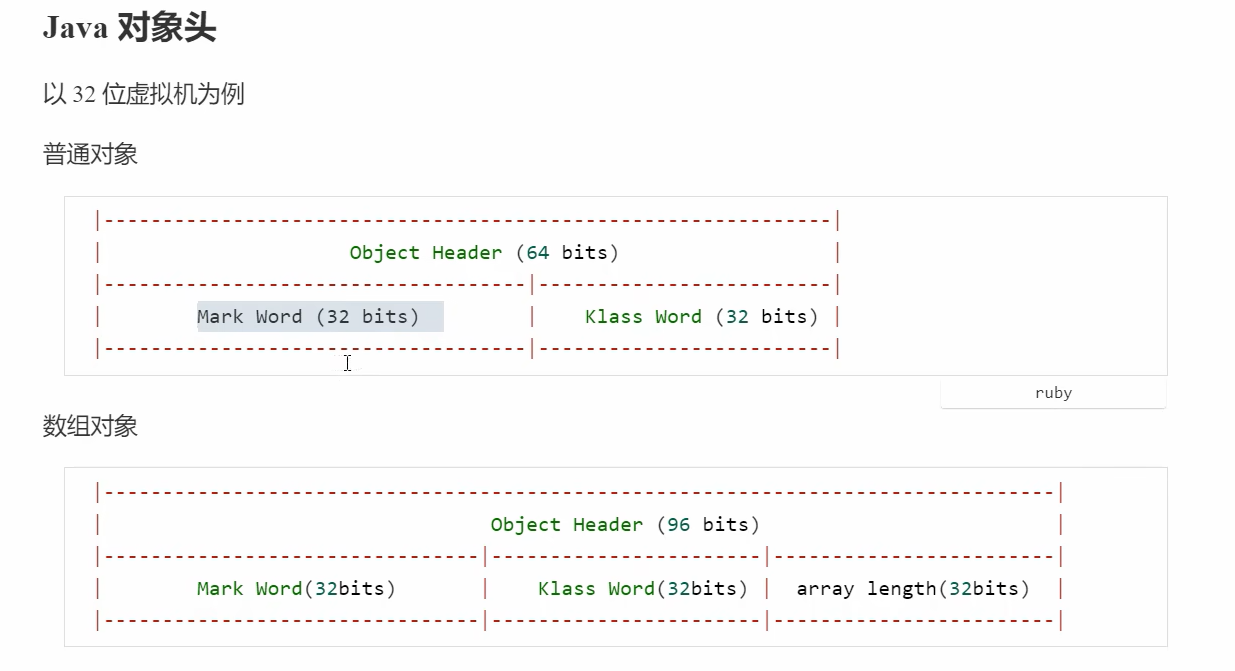 Java 对象头
以 32 位虚拟机为例
普通对象
|--------------------------------------------------------------|
|                     Object Header (64 bits)                  |
|------------------------------------|-------------------------|
|        Mark Word (32 bits)         |    Klass Word (32 bits) |
|------------------------------------|-------------------------|
ruby
数组对象
|---------------------------------------------------------------------------------|
|                                 Object Header (96 bits)                         |
|--------------------------------|-----------------------|------------------------|
|        Mark Word(32bits)       |    Klass Word(32bits) |  array length(32bits)  |
|--------------------------------|-----------------------|------------------------|